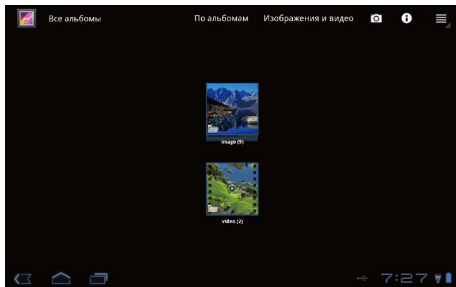 Все альбомы По альбомам Изображения и видео
image (9)
video (2)
7:27